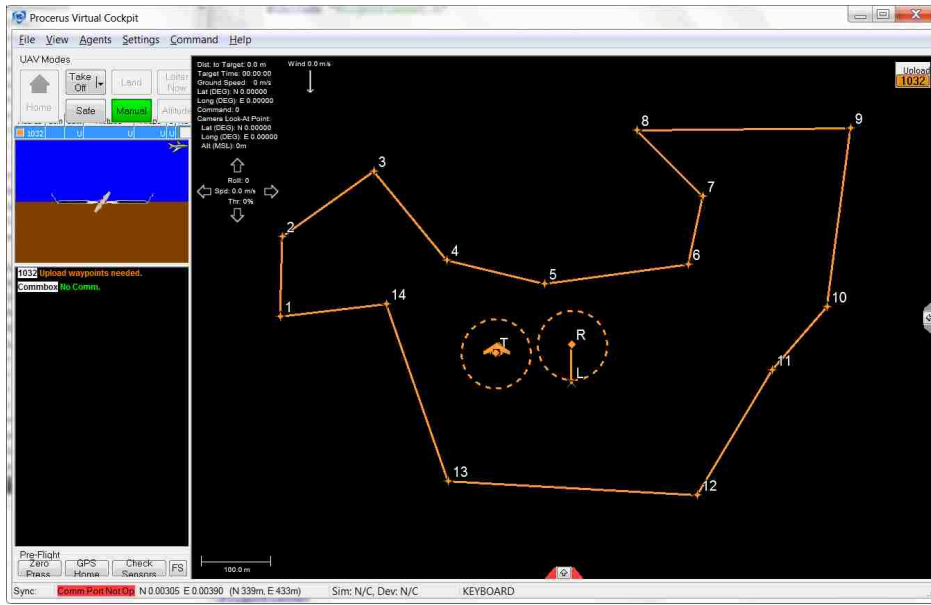 Procerus Virtual Cockpit
File View Agents Settings Command Help
UAV Modes
Home
Take Off
Land
Loiter Now
Safe
Manual
Altitude
1032 U U U U
1032 Upload waypoints needed.
Commbox No Comm.
Dist. to Target: 0.0 m
Target Time: 00:00:00
Ground Speed: 0 m/s
Lat (DEG): N 0.00000
Long (DEG): E 0.00000
Command: 0
Camera Look-At Point:
Lat (DEG): N 0.00000
Long (DEG): E 0.00000
Alt (MSL): 0m
Wind 0.0 m/s
Roll: 0
Spd: 0.0 m/s
Thr: 0%
Upload
1032
8
9
3
7
2
4
6
5
14
1
10
T
R
L
11
13
12
100.0 m
Pre-Flight
Zero Press
GPS Home
Check Sensors
FS
Sync: Comm Port Not Op N 0.00305 E 0.00390 (N 339m, E 433m) Sim: N/C, Dev: N/C KEYBOARD